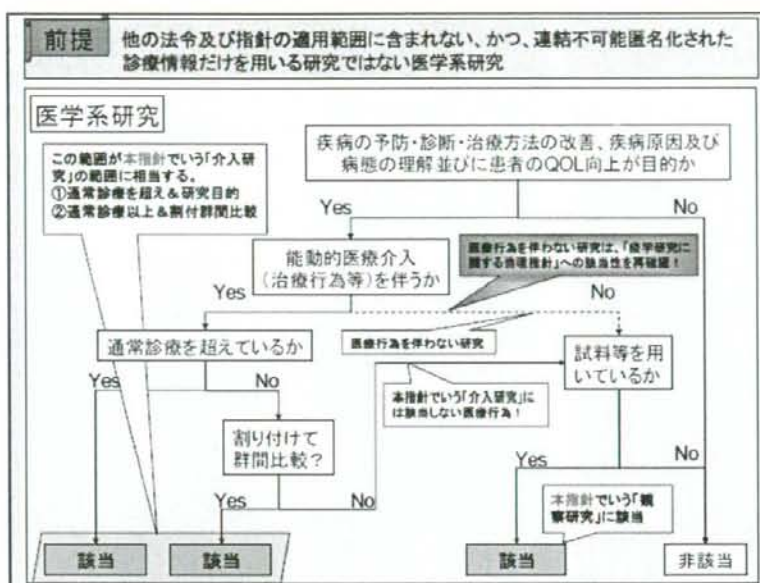 前提
他の法令及び指針の適用範囲に含まれない、かつ、連結不可能匿名化された
診療情報だけを用いる研究ではない医学系研究
医学系研究
この範囲が本指針でいう「介入研
究」の範囲に相当する。
①通常診療を超え&研究目的
②通常診療以上&割付群間比較
疾病の予防・診断・治療方法の改善、疾病原因及び
病態の理解並びに患者のQOL向上が目的か
Yes
No
能動的医療介入
(治療行為等)を伴うか
医療行為を伴わない研究は、「疫学研究に
関する倫理指針」への該当性を再確認！
Yes
No
通常診療を超えているか
医療行為を伴わない研究
試料等を用
いているか
Yes
No
本指針でいう「介入研究」に
は該当しない医療行為！
割り付けて
群間比較？
Yes
No
Yes
No
本指針でいう「観
察研究」に該当
該当
該当
該当
非該当